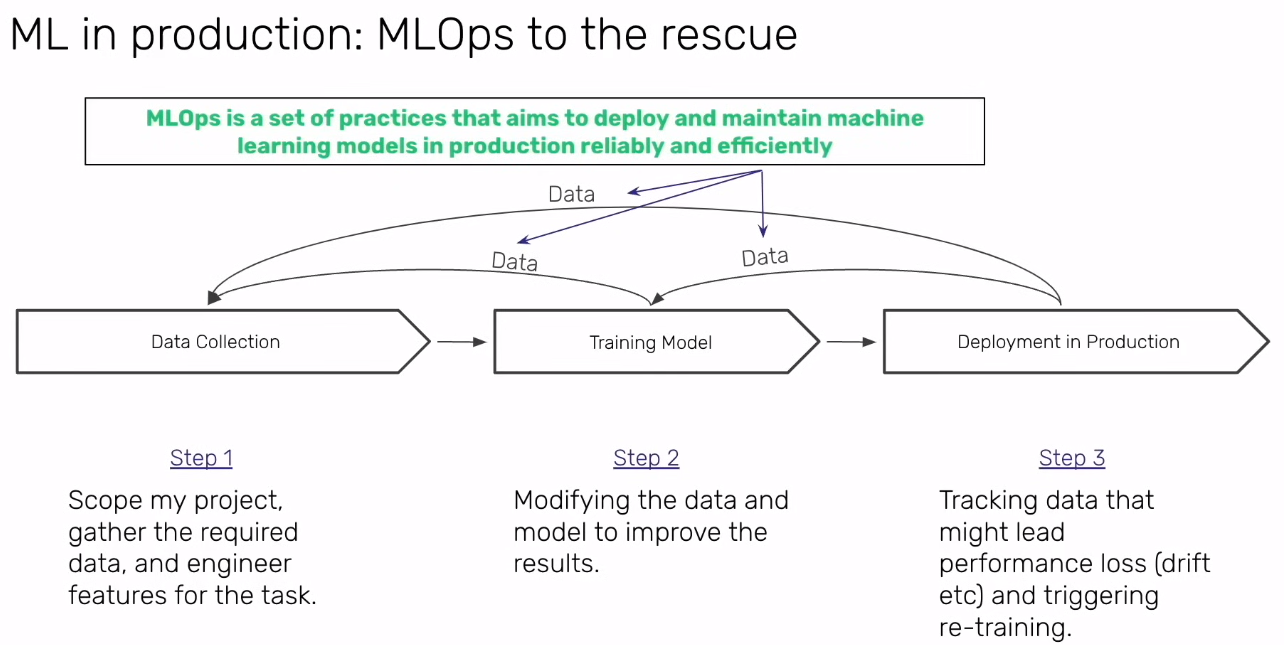 ML in production: MLOps to the rescue
MLOps is a set of practices that aims to deploy and maintain machine
learning models in production reliably and efficiently
Data
Data
Data
Data Collection
Training Model
Deployment in Production
Step 1
Scope my project,
gather the required
data, and engineer
features for the task.
Step 2
Modifying the data and
model to improve the
results.
Step 3
Tracking data that
might lead
performance loss (drift
etc) and triggering
re-training.